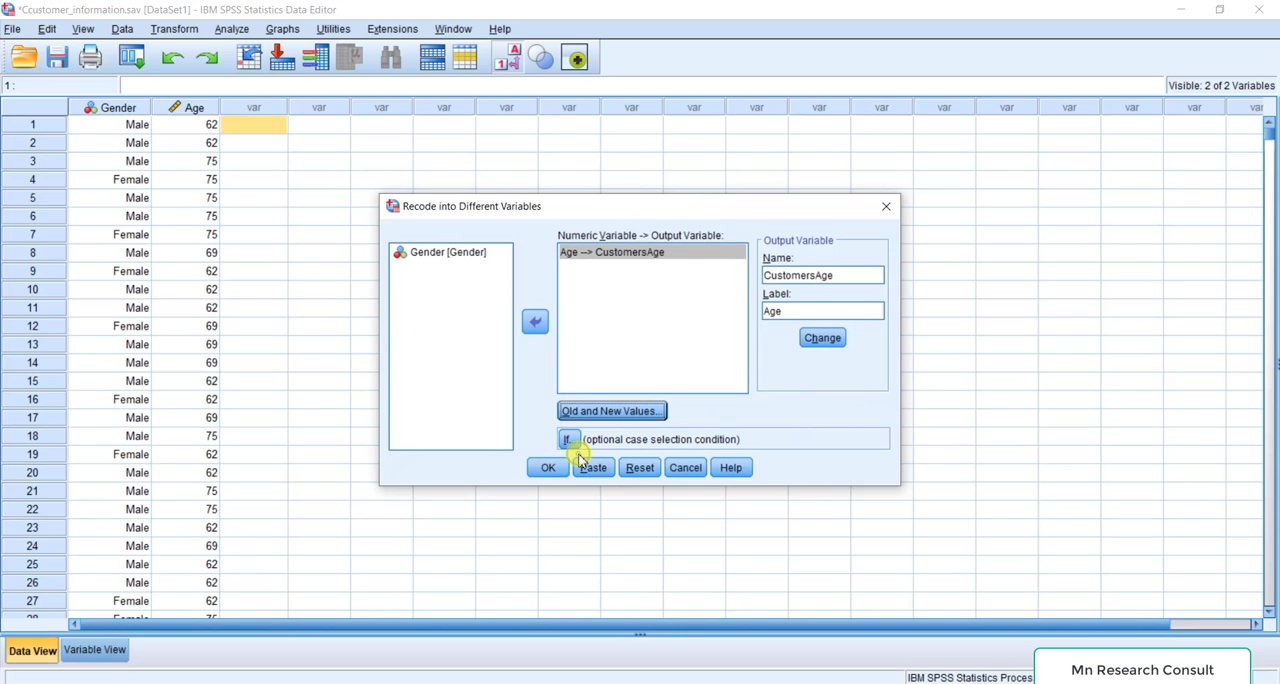 *Ccustomer_information.sav [DataSet1] - IBM SPSS Statistics Data Editor
File Edit View Data Transform Analyze Graphs Utilities Extensions Window Help
1 :
Visible: 2 of 2 Variables
Gender Age var var var var var var var var var var var var var var var var
1 Male 62
2 Male 62
3 Male 75
4 Female 75
5 Male 75
6 Male 75
7 Female 75
8 Male 69
9 Female 62
10 Male 62
11 Male 62
12 Female 69
13 Male 69
14 Male 69
15 Male 62
16 Female 62
17 Male 69
18 Male 75
19 Female 62
20 Male 62
21 Male 75
22 Male 75
23 Male 62
24 Male 69
25 Male 62
26 Male 62
27 Female 62
Recode into Different Variables
Gender [Gender]
Numeric Variable -> Output Variable:
Age --> CustomersAge
Output Variable
Name:
CustomersAge
Label:
Age
Change
Old and New Values...
If... (optional case selection condition)
OK Paste Reset Cancel Help
Data View Variable View
IBM SPSS Statistics Proces
Mn Research Consult